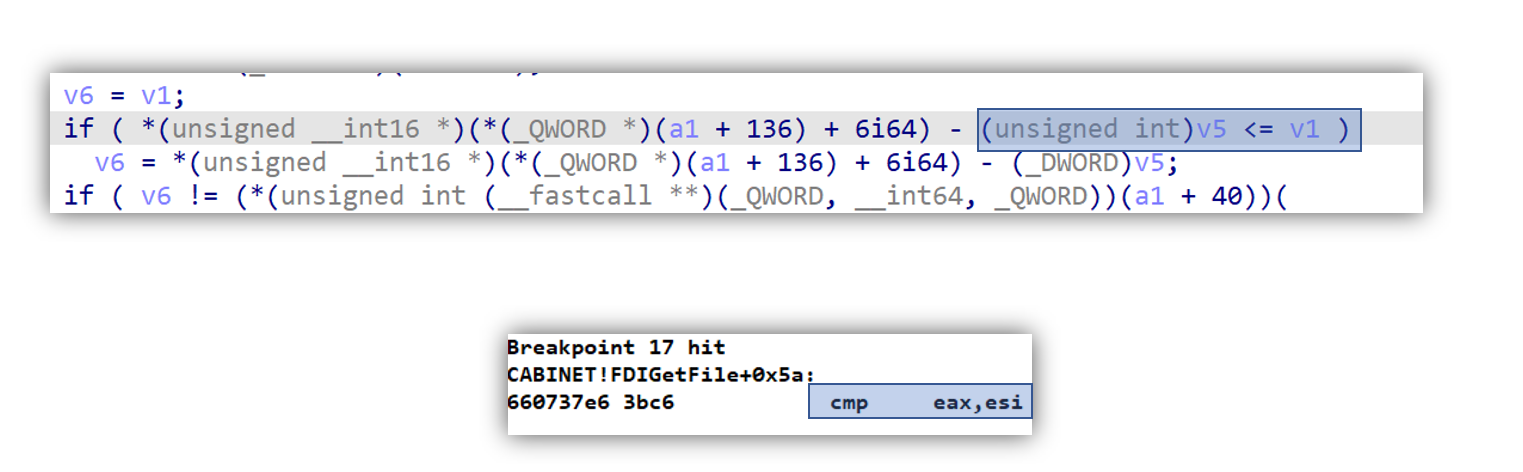 v6 = v1;
if ( *(unsigned __int16 *)(*(_QWORD *)(a1 + 136) + 6i64) - (unsigned int)v5 <= v1 )
v6 = *(unsigned __int16 *)(*(_QWORD *)(a1 + 136) + 6i64) - (_DWORD)v5;
if ( v6 != (*(unsigned int (__fastcall **)(_QWORD, __int64, _QWORD))(a1 + 40))(
Breakpoint 17 hit
CABINET!FDIGetFile+0x5a:
660737e6 3bc6 cmp eax,esi